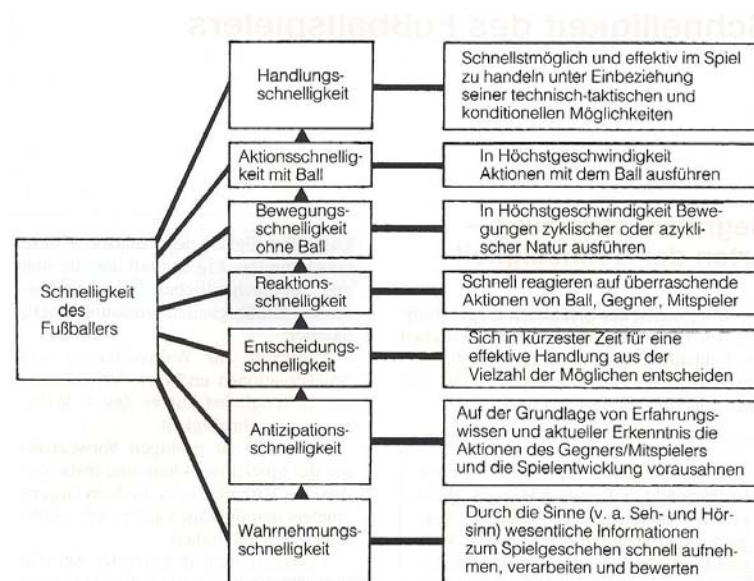 Schnelligkeit des Fußballspielers
Schnelligkeit
des
Fußballers
Handlungs-
schnelligkeit
Schnellstmöglich und effektiv im Spiel
zu handeln unter Einbeziehung
seiner technisch-taktischen und
konditionellen Möglichkeiten
Aktionsschnellig-
keit mit Ball
In Höchstgeschwindigkeit
Aktionen mit dem Ball ausführen
Bewegungs-
schnelligkeit
ohne Ball
In Höchstgeschwindigkeit Bewe-
gungen zyklischer oder azykli-
scher Natur ausführen
Reaktions-
schnelligkeit
Schnell reagieren auf überraschende
Aktionen von Ball, Gegner, Mitspieler
Entscheidungs-
schnelligkeit
Sich in kürzester Zeit für eine
effektive Handlung aus der
Vielzahl der Möglichen entscheiden
Antizipations-
schnelligkeit
Auf der Grundlage von Erfahrungs-
wissen und aktueller Erkenntnis die
Aktionen des Gegners/Mitspielers
und die Spielentwicklung vorausahnen
Wahrnehmungs-
schnelligkeit
Durch die Sinne (v. a. Seh- und Hör-
sinn) wesentliche Informationen
zum Spielgeschehen schnell aufneh-
men, verarbeiten und bewerten